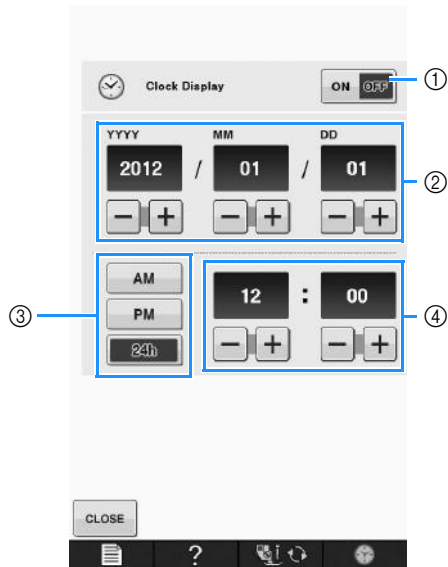 Clock Display ON OFF ①
YYYY MM DD
2012 / 01 / 01 ②
− + − + − +
AM
12 : 00
③ PM ④
24h − + − +
CLOSE
?